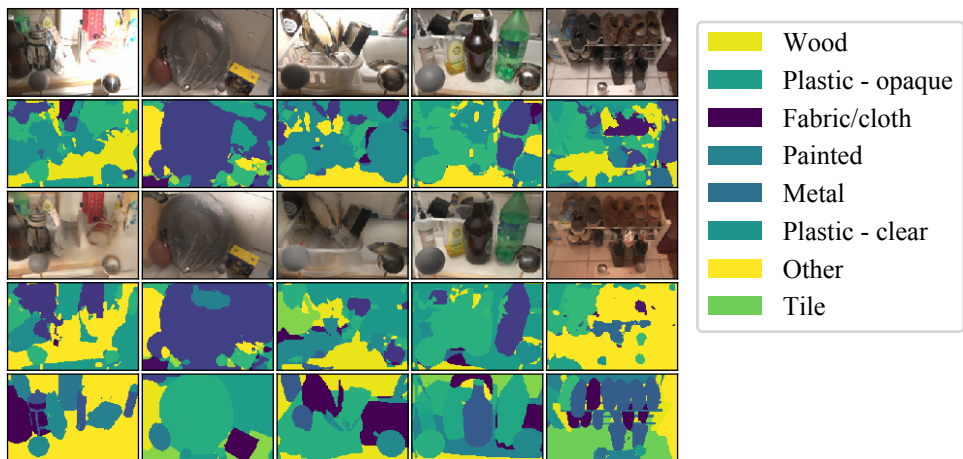 Wood
Plastic - opaque
Fabric/cloth
Painted
Metal
Plastic - clear
Other
Tile